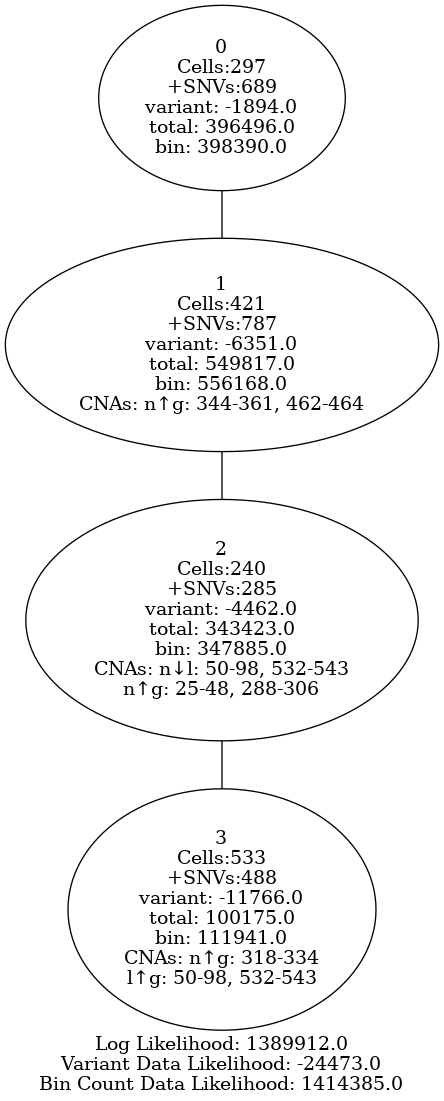 0
Cells:297
+SNVs:689
variant: -1894.0
total: 396496.0
bin: 398390.0
1
Cells:421
+SNVs:787
variant: -6351.0
total: 549817.0
bin: 556168.0
CNAs: n↑g: 344-361, 462-464
2
Cells:240
+SNVs:285
variant: -4462.0
total: 343423.0
bin: 347885.0
CNAs: n↓l: 50-98, 532-543
n↑g: 25-48, 288-306
3
Cells:533
+SNVs:488
variant: -11766.0
total: 100175.0
bin: 111941.0
CNAs: n↑g: 318-334
l↑g: 50-98, 532-543
Log Likelihood: 1389912.0
Variant Data Likelihood: -24473.0
Bin Count Data Likelihood: 1414385.0